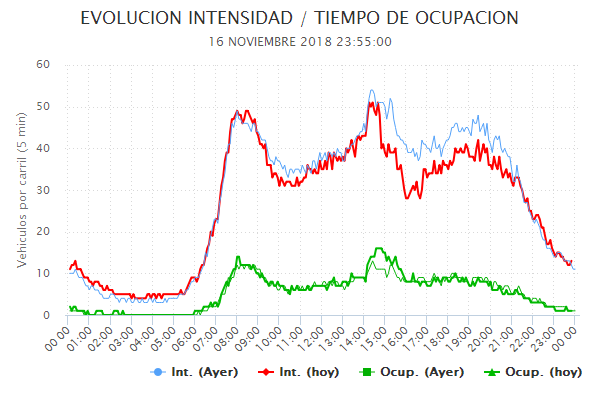 EVOLUCION INTENSIDAD / TIEMPO DE OCUPACION
16 NOVIEMBRE 2018 23:55:00
Vehiculos por carril (5 min)
60
50
40
30
20
10
0
00:00 01:00 02:00 03:00 04:00 05:00 06:00 07:00 08:00 09:00 10:00 11:00 12:00 13:00 14:00 15:00 16:00 17:00 18:00 19:00 20:00 21:00 22:00 23:00 00:00
Int. (Ayer) Int. (hoy) Ocup. (Ayer) Ocup. (hoy)